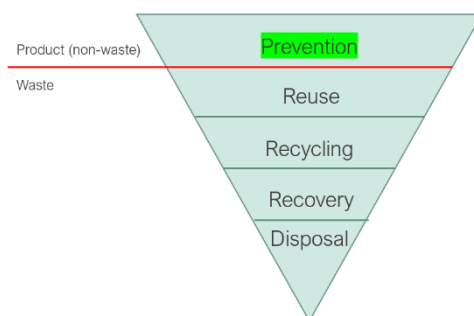 Prevention
Product (non-waste)
Waste
Reuse
Recycling
Recovery
Disposal